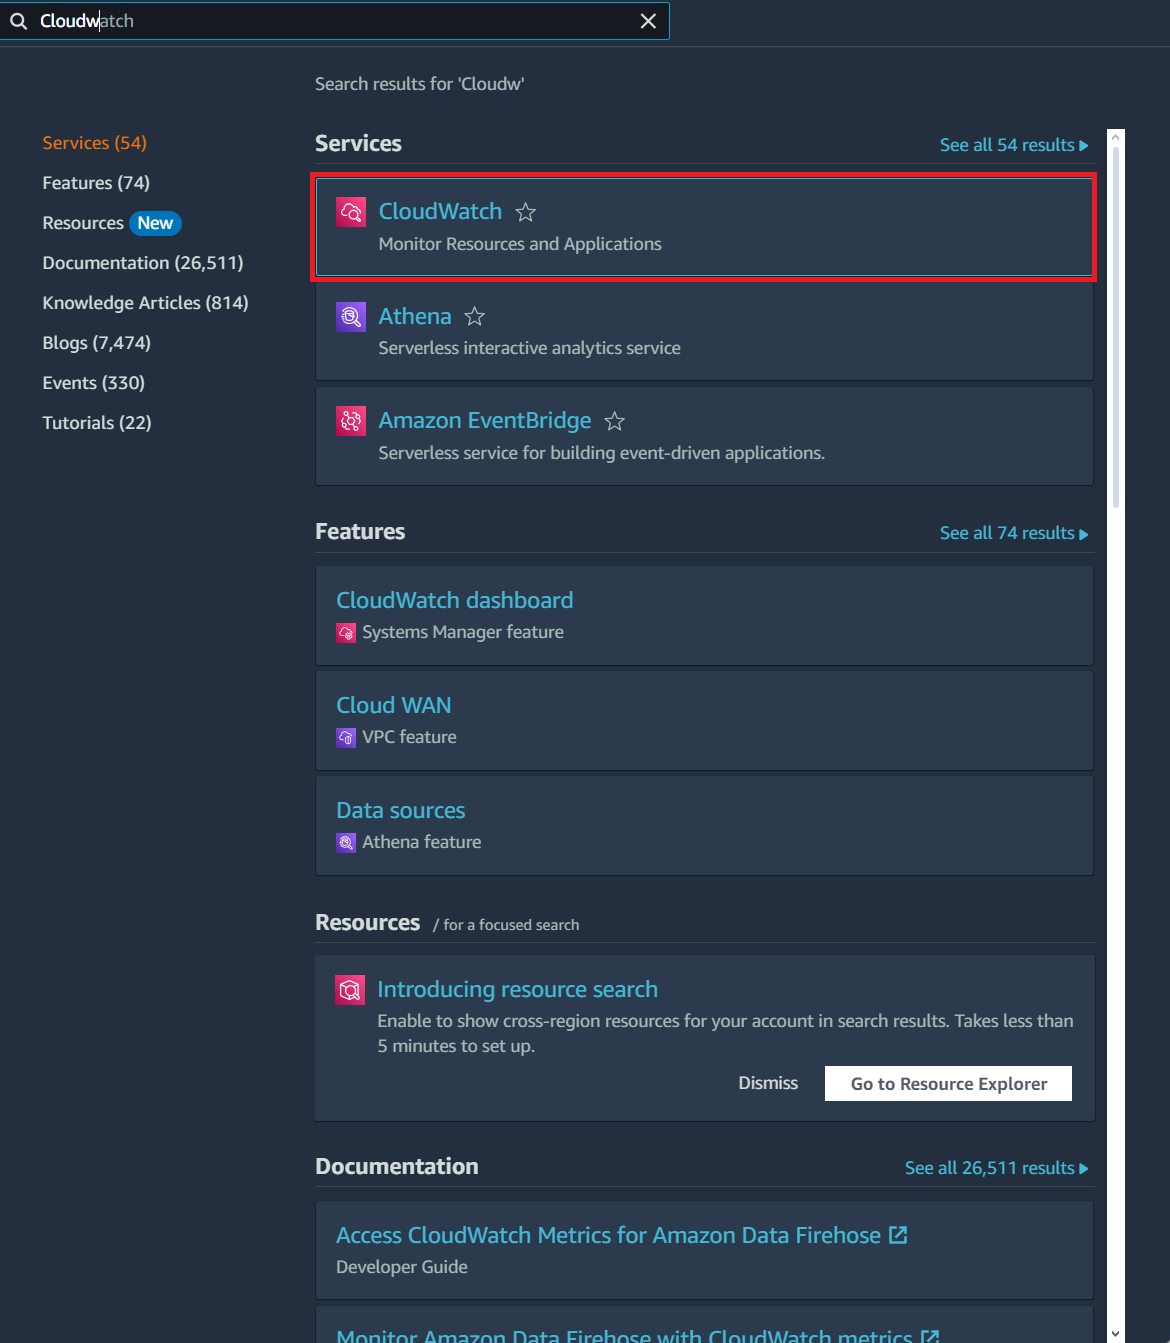 Cloudwatch
Search results for 'Cloudw'
Services (54)
Features (74)
Resources New
Documentation (26,511)
Knowledge Articles (814)
Blogs (7,474)
Events (330)
Tutorials (22)
Services
See all 54 results
CloudWatch
Monitor Resources and Applications
Athena
Serverless interactive analytics service
Amazon EventBridge
Serverless service for building event-driven applications.
Features
See all 74 results
CloudWatch dashboard
Systems Manager feature
Cloud WAN
VPC feature
Data sources
Athena feature
Resources / for a focused search
Introducing resource search
Enable to show cross-region resources for your account in search results. Takes less than
5 minutes to set up.
Dismiss
Go to Resource Explorer
Documentation
See all 26,511 results
Access CloudWatch Metrics for Amazon Data Firehose
Developer Guide
Monitor Amazon Data Firehose with CloudWatch metrics